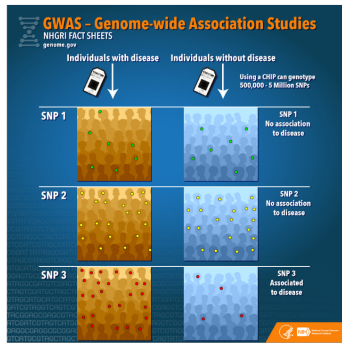 GWAS – Genome-wide Association Studies
NHGRI FACT SHEETS
genome.gov
Individuals with disease
Individuals without disease
Using a CHIP can genotype
500,000 - 5 Million SNPs
SNP 1
SNP 1
No association
to disease
SNP 2
SNP 2
No association
to disease
SNP 3
SNP 3
Associated
to disease
NIH